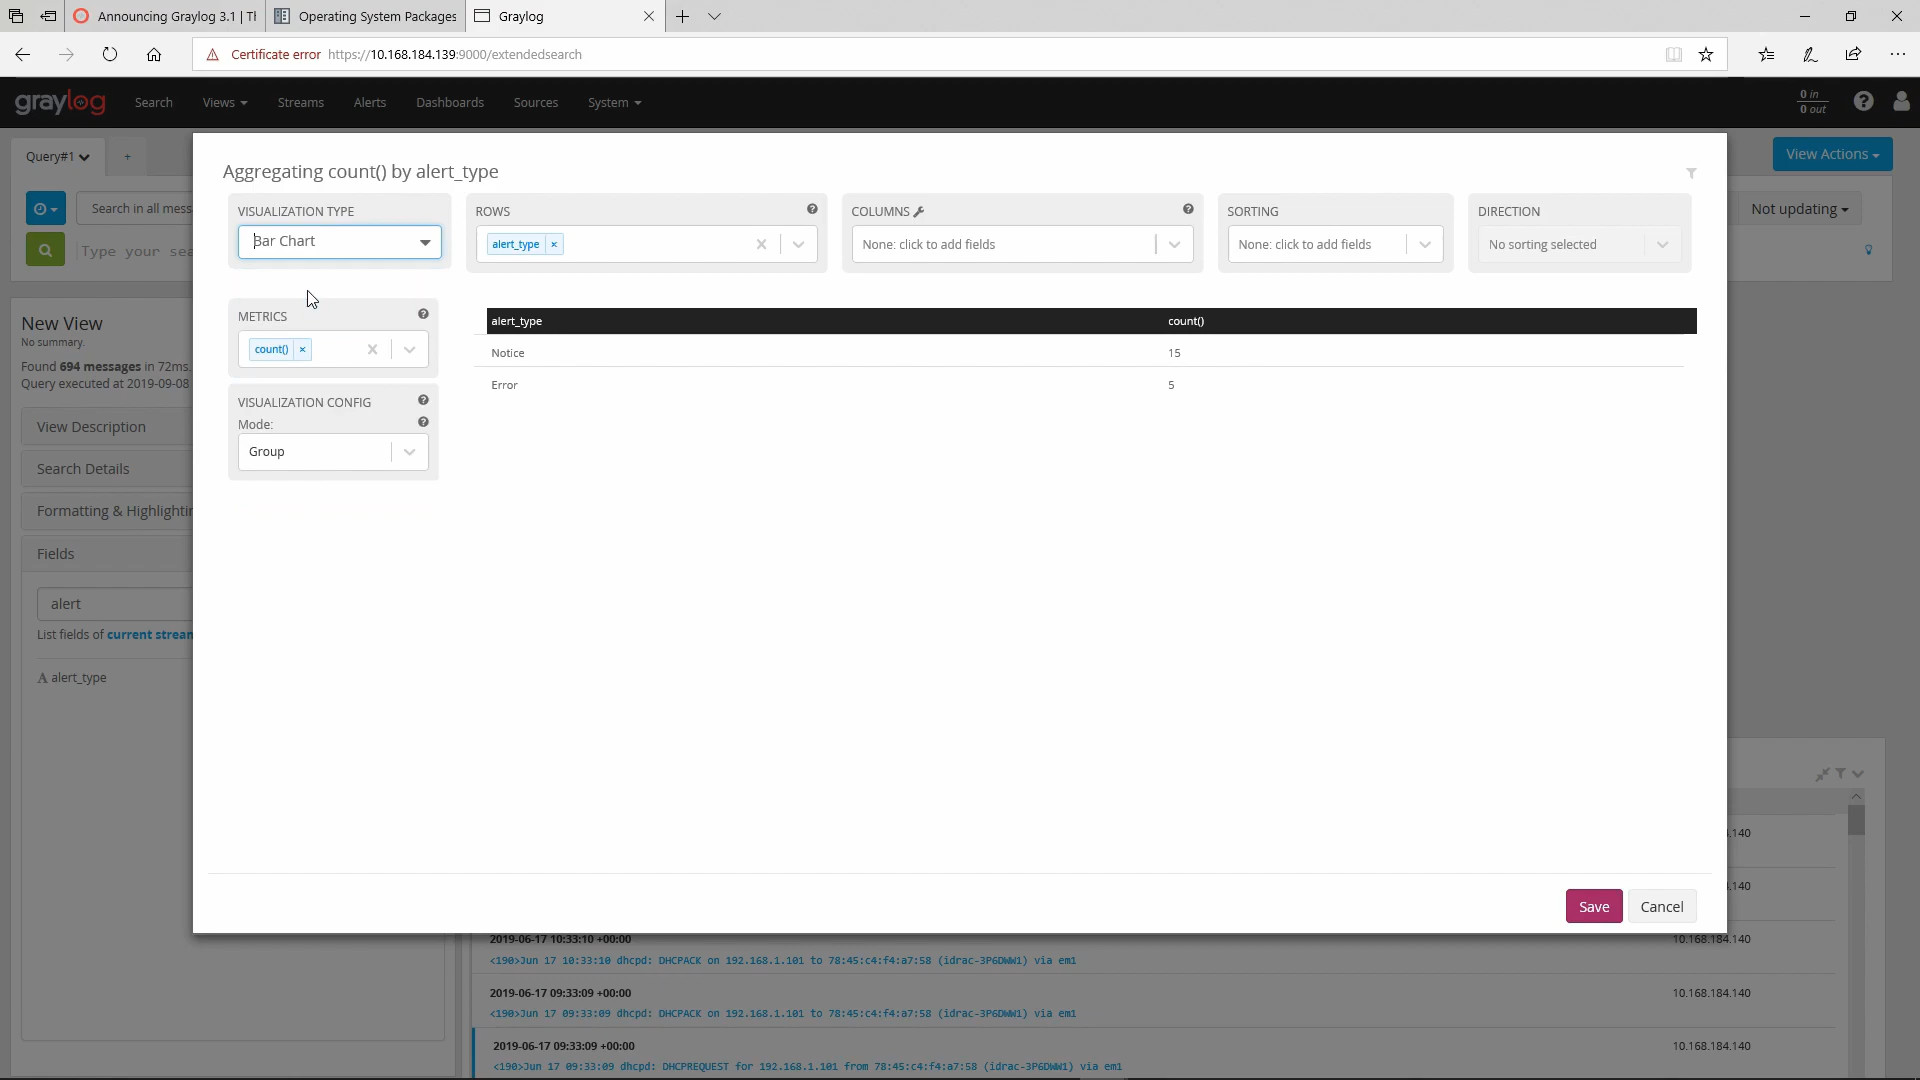 Announcing Graylog 3.1 | Tl
Operating System Packages
Graylog
Certificate error https://10.168.184.139:9000/extendedsearch
graylog
Search
Views
Streams
Alerts
Dashboards
Sources
System
0 in
0 out
Query#1
+
View Actions
Search in all mess
Not updating
Type your sea
Aggregating count() by alert_type
VISUALIZATION TYPE
Bar Chart
ROWS
alert_type ×
COLUMNS
None: click to add fields
SORTING
None: click to add fields
DIRECTION
No sorting selected
METRICS
count() ×
VISUALIZATION CONFIG
Mode:
Group
alert_type count()
Notice 15
Error 5
Save
Cancel
New View
No summary.
Found 694 messages in 72ms.
Query executed at 2019-09-08
View Description
Search Details
Formatting & Highlightin
Fields
alert
List fields of current stream
A alert_type
.140
.140
2019-06-17 10:33:10 +00:00 10.168.184.140
<190>Jun 17 10:33:10 dhcpd: DHCPACK on 192.168.1.101 to 78:45:c4:f4:a7:58 (idrac-3P6DWW1) via em1
2019-06-17 09:33:09 +00:00 10.168.184.140
<190>Jun 17 09:33:09 dhcpd: DHCPACK on 192.168.1.101 to 78:45:c4:f4:a7:58 (idrac-3P6DWW1) via em1
2019-06-17 09:33:09 +00:00 10.168.184.140
<190>Jun 17 09:33:09 dhcpd: DHCPREQUEST for 192.168.1.101 from 78:45:c4:f4:a7:58 (idrac-3P6DWW1) via em1